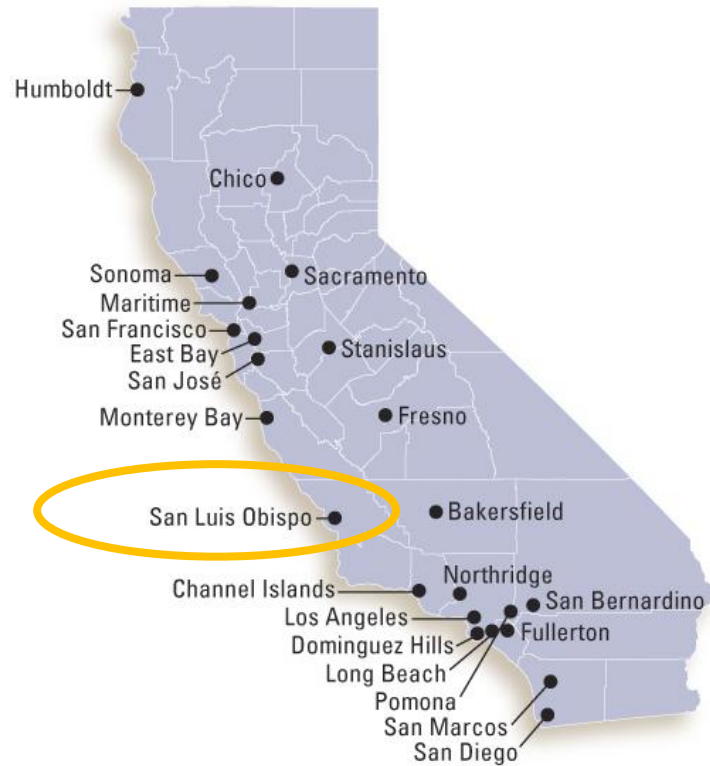 Humboldt
Chico
Sonoma
Sacramento
Maritime
San Francisco
East Bay
Stanislaus
San José
Monterey Bay
Fresno
San Luis Obispo
Bakersfield
Channel Islands
Northridge
San Bernardino
Los Angeles
Dominguez Hills
Fullerton
Long Beach
Pomona
San Marcos
San Diego